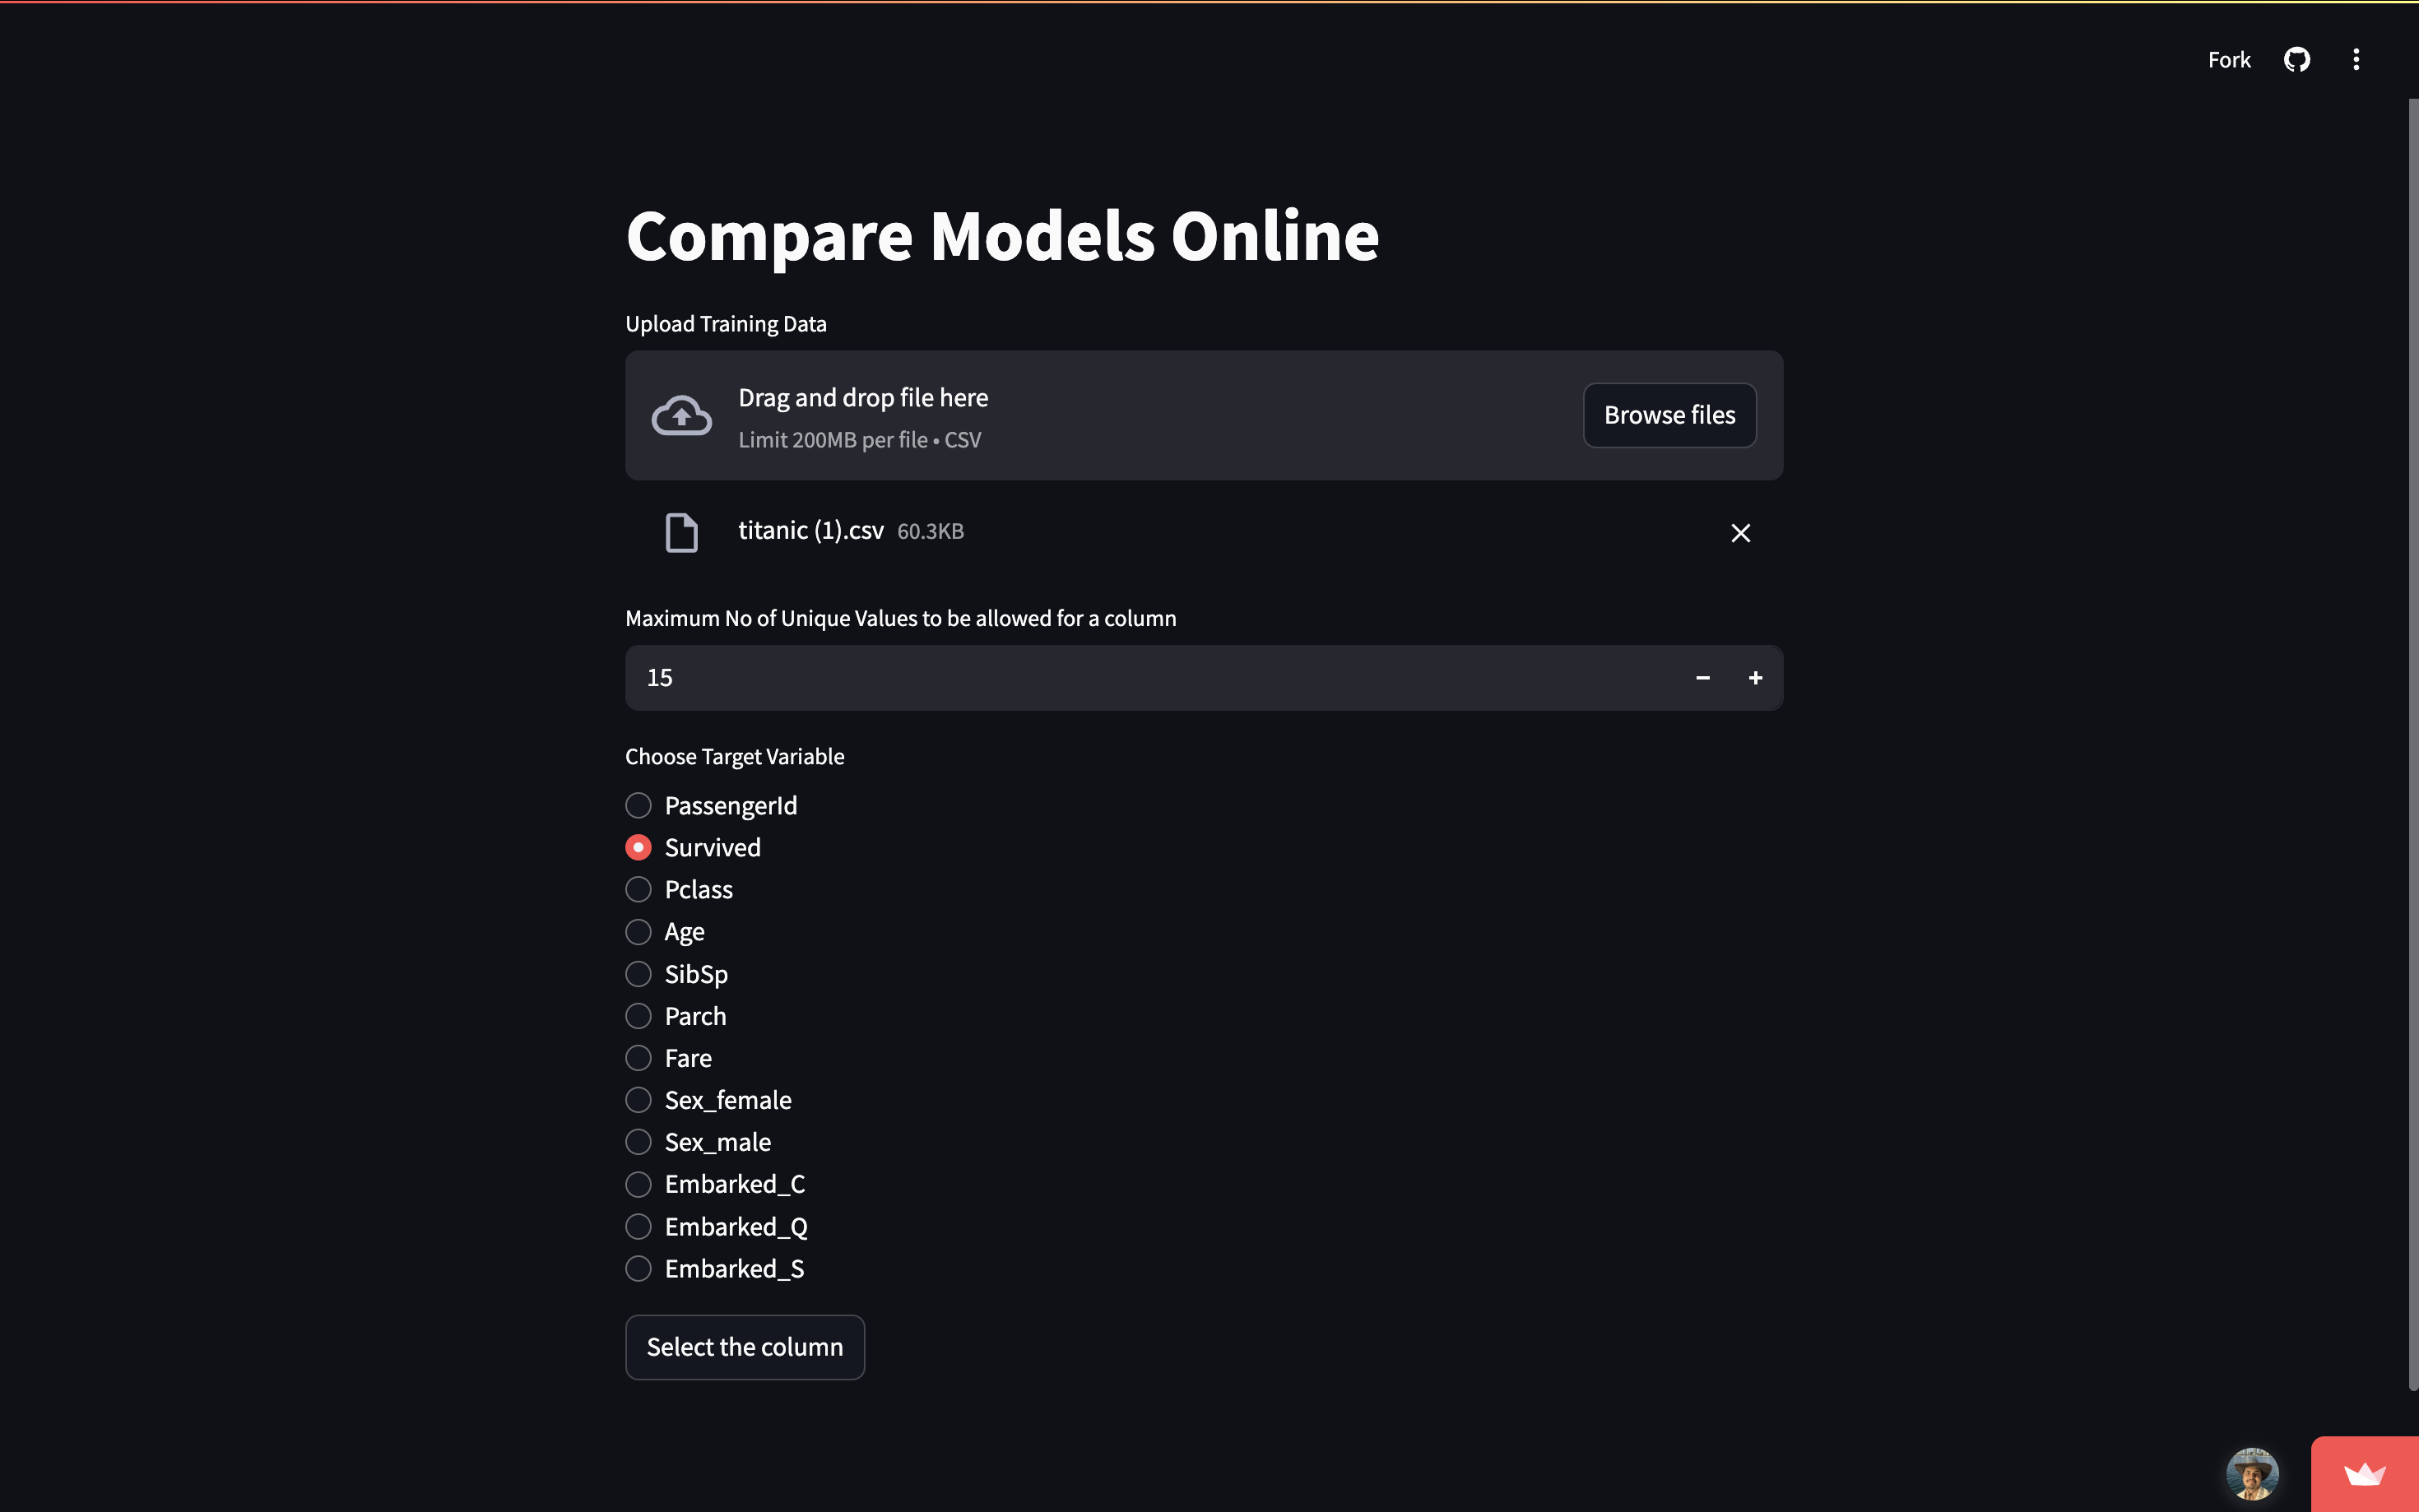 Fork
Compare Models Online
Upload Training Data
Drag and drop file here
Limit 200MB per file • CSV
Browse files
titanic (1).csv 60.3KB
Maximum No of Unique Values to be allowed for a column
15
Choose Target Variable
PassengerId
Survived
Pclass
Age
SibSp
Parch
Fare
Sex_female
Sex_male
Embarked_C
Embarked_Q
Embarked_S
Select the column